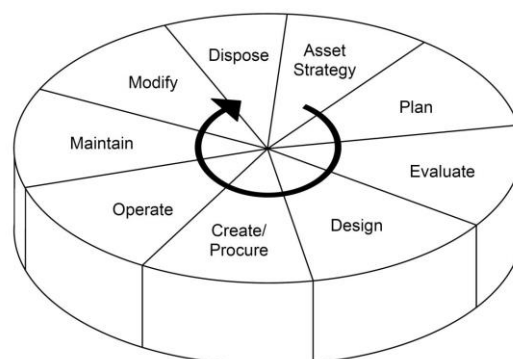 Asset
Strategy
Plan
Evaluate
Design
Create/
Procure
Operate
Maintain
Modify
Dispose